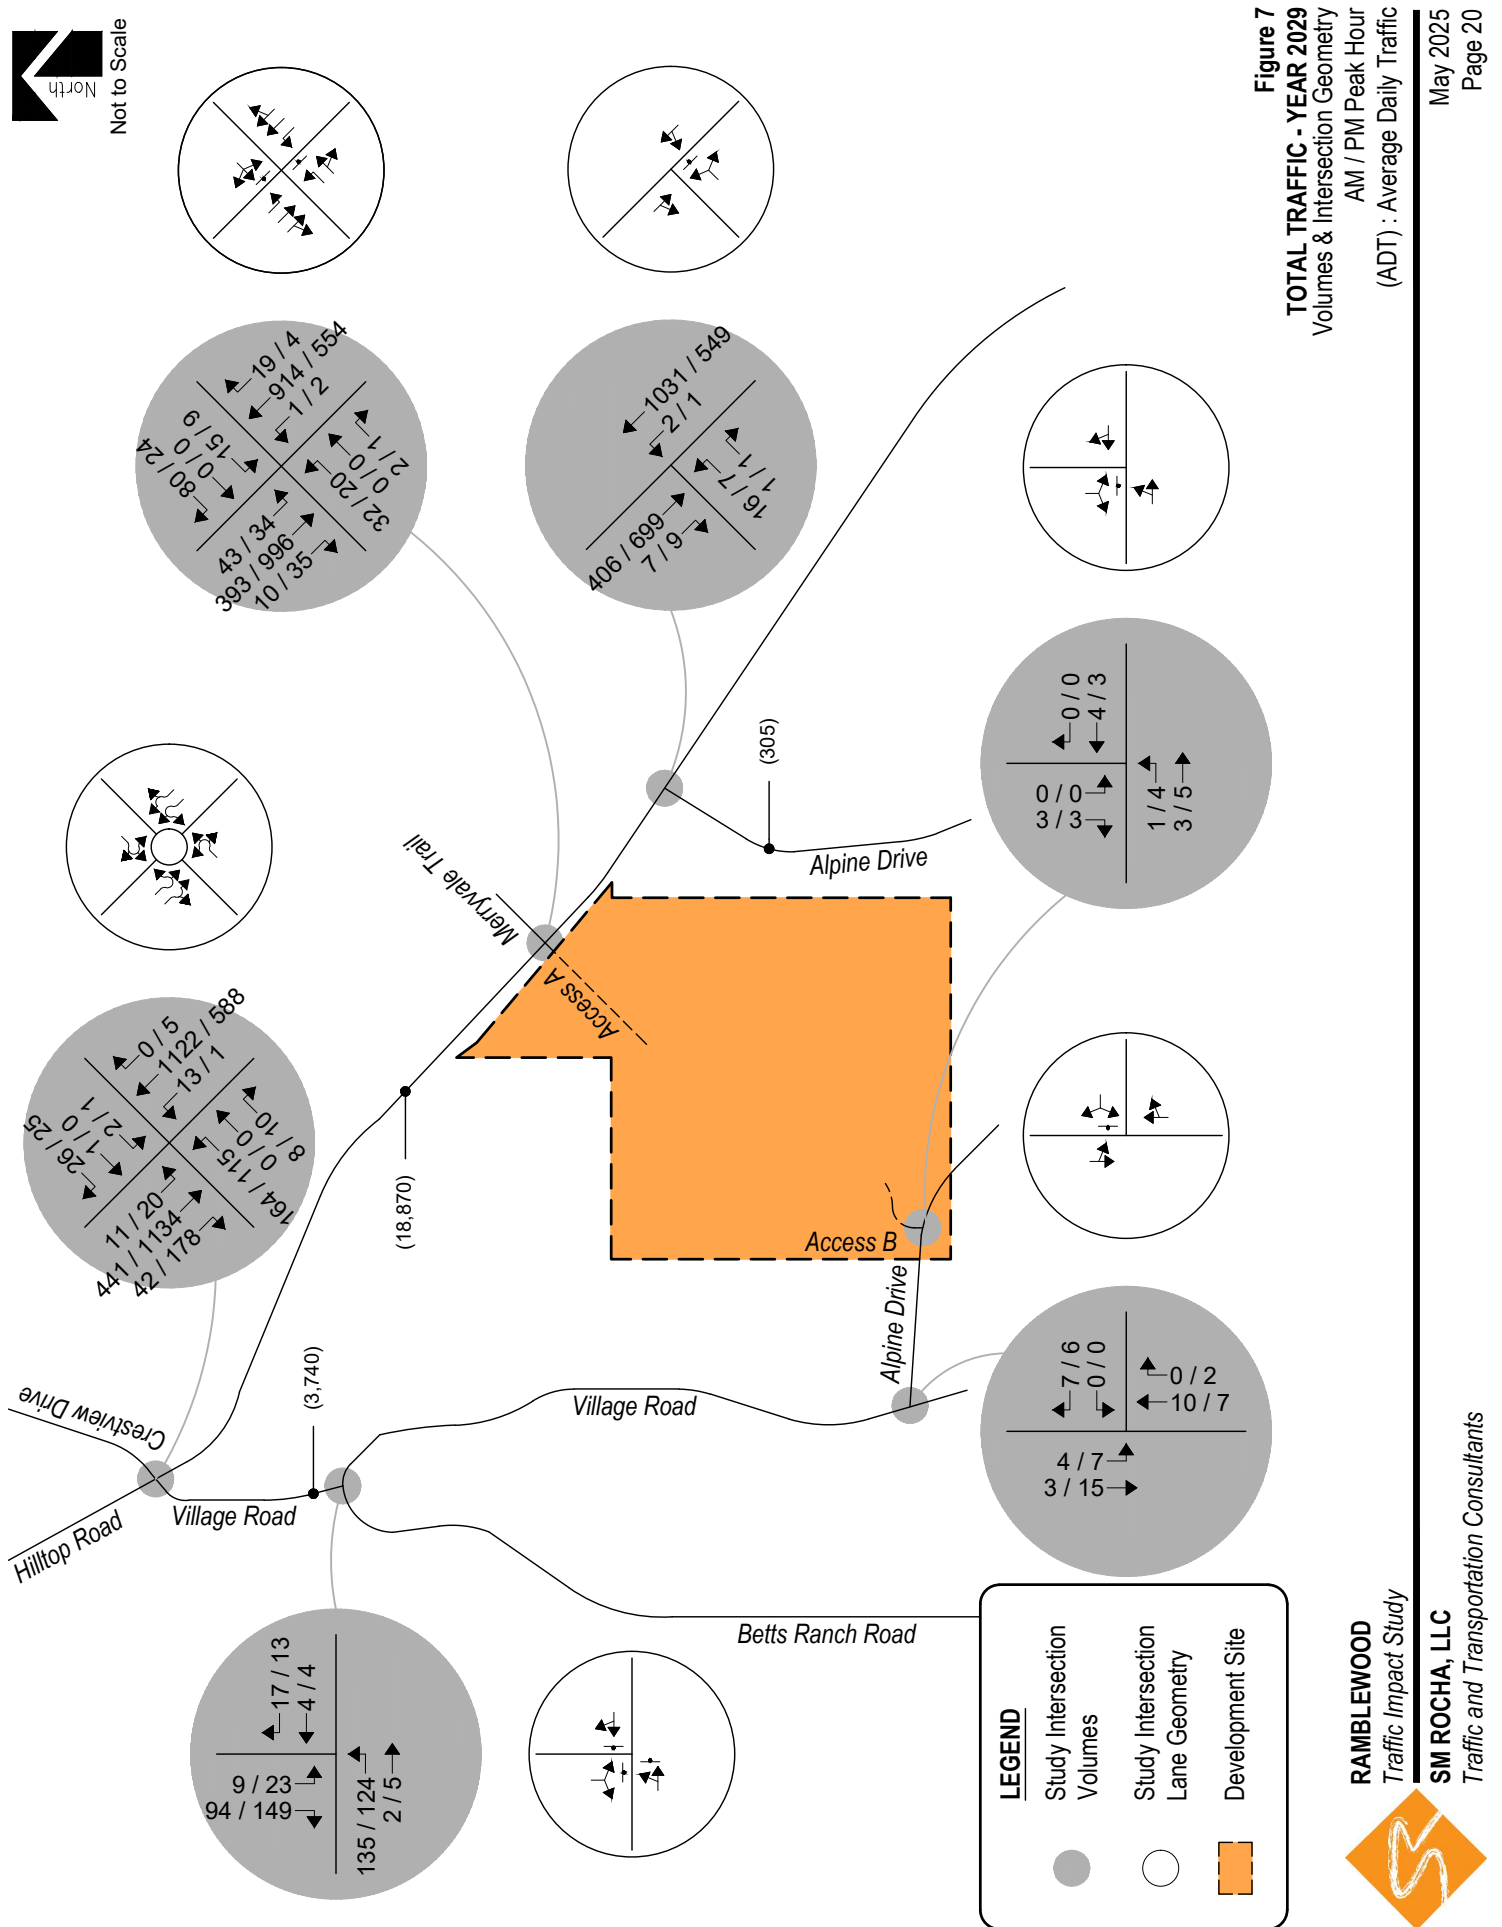 North
Not to Scale
Figure 7
TOTAL TRAFFIC - YEAR 2029
Volumes & Intersection Geometry
AM / PM Peak Hour
(ADT) : Average Daily Traffic
May 2025
Page 20
19 / 4
914 / 554
1 / 2
15 / 9
0 / 0
80 / 24
43 / 34
393 / 996
10 / 35
32 / 20
0 / 0
2 / 1
1031 / 549
2 / 1
406 / 699
7 / 9
16 / 7
1 / 1
0 / 0
4 / 3
0 / 0
3 / 3
1 / 4
3 / 5
(305)
Alpine Drive
Merryvale Trail
Access A
(18,870)
0 / 5
1122 / 588
13 / 1
2 / 1
1 / 0
26 / 25
11 / 20
441 / 1134
42 / 178
164 / 115
0 / 0
8 / 10
Access B
Alpine Drive
7 / 6
0 / 0
0 / 2
10 / 7
4 / 7
3 / 15
Crestview Drive
(3,740)
Village Road
Village Road
Hilltop Road
Betts Ranch Road
17 / 13
4 / 4
9 / 23
94 / 149
135 / 124
2 / 5
LEGEND
Study Intersection
Volumes
Study Intersection
Lane Geometry
Development Site
RAMBLEWOOD
Traffic Impact Study
SM ROCHA, LLC
Traffic and Transportation Consultants